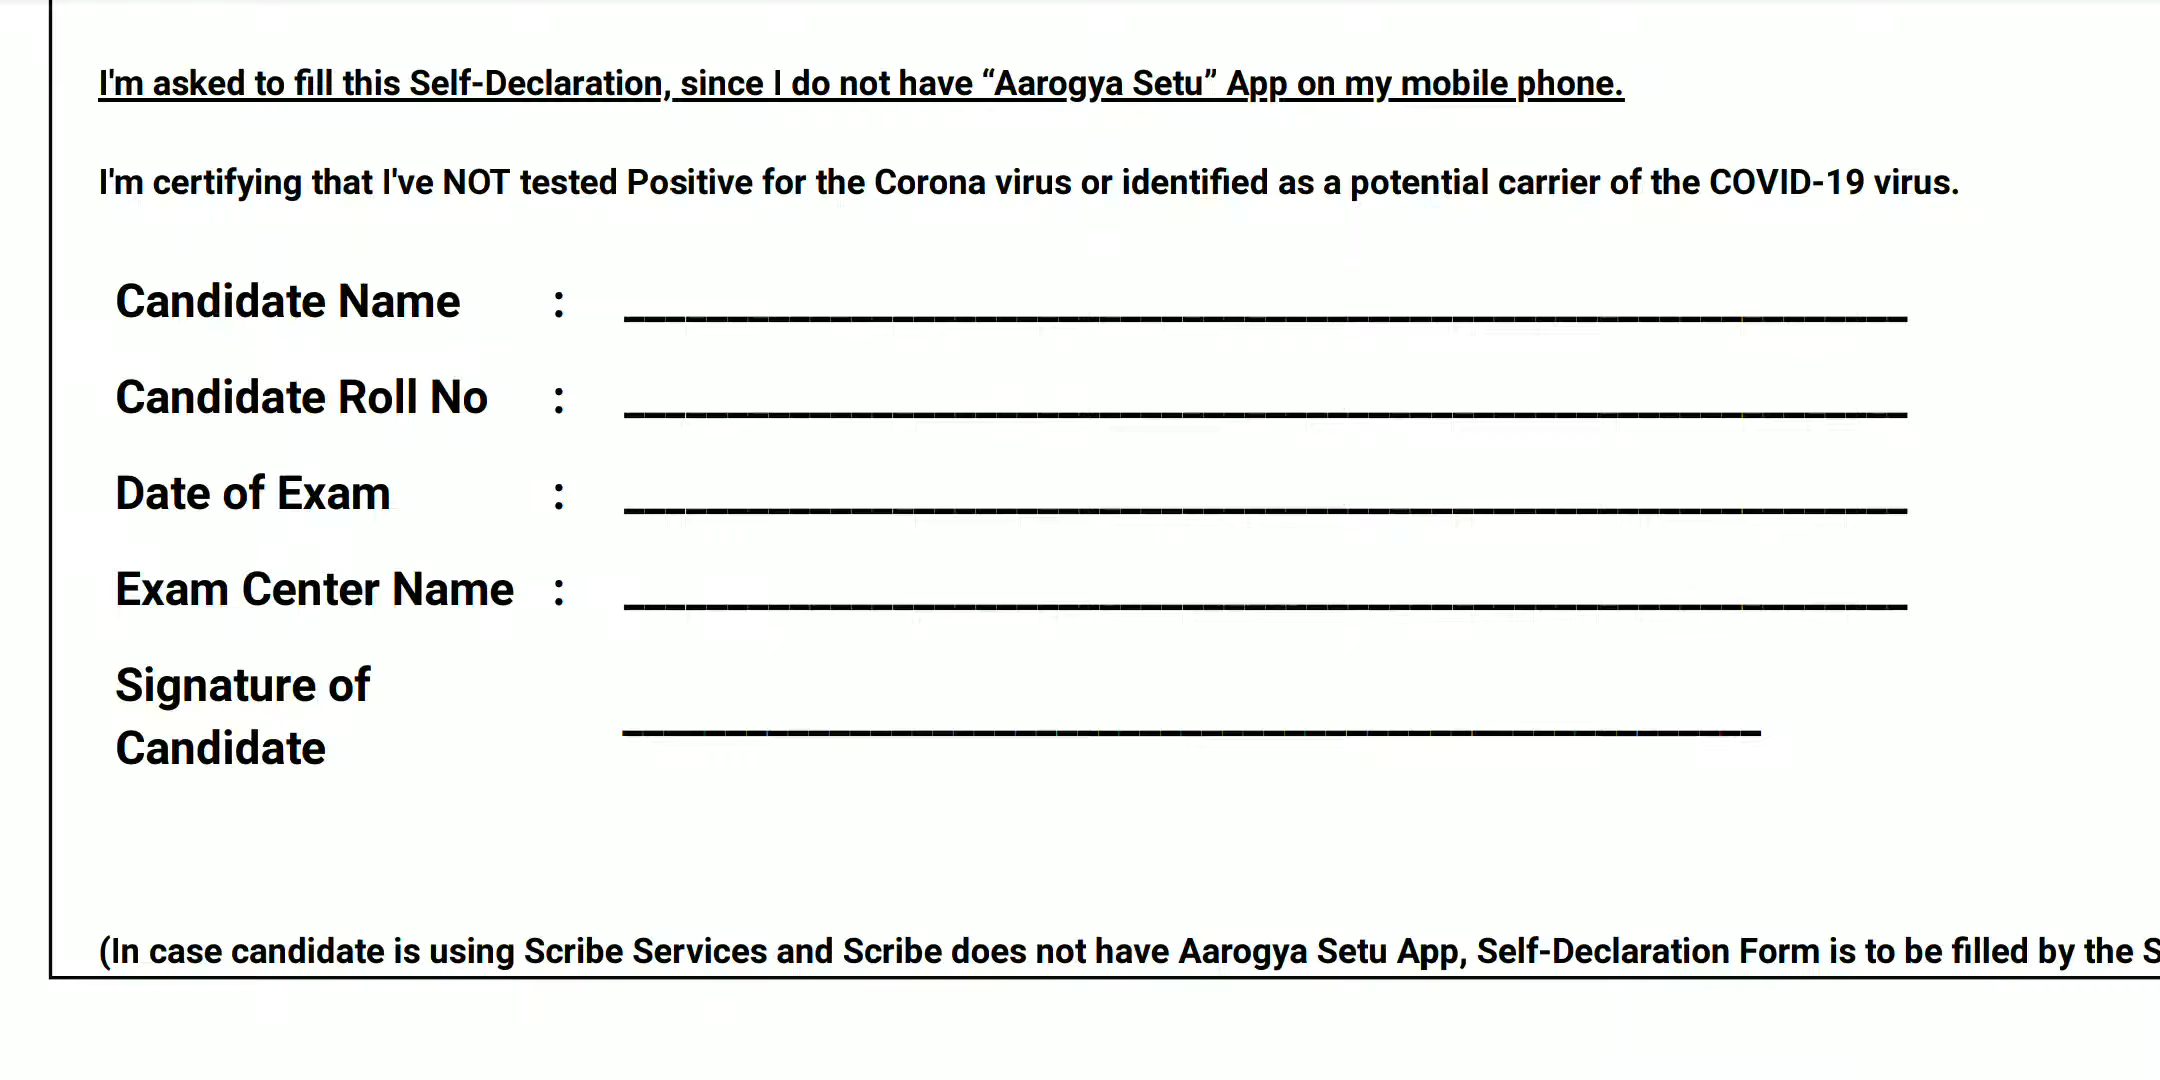 I'm asked to fill this Self-Declaration, since I do not have “Aarogya Setu” App on my mobile phone.
I'm certifying that I've NOT tested Positive for the Corona virus or identified as a potential carrier of the COVID-19 virus.
Candidate Name :
Candidate Roll No :
Date of Exam :
Exam Center Name :
Signature of
Candidate
(In case candidate is using Scribe Services and Scribe does not have Aarogya Setu App, Self-Declaration Form is to be filled by the